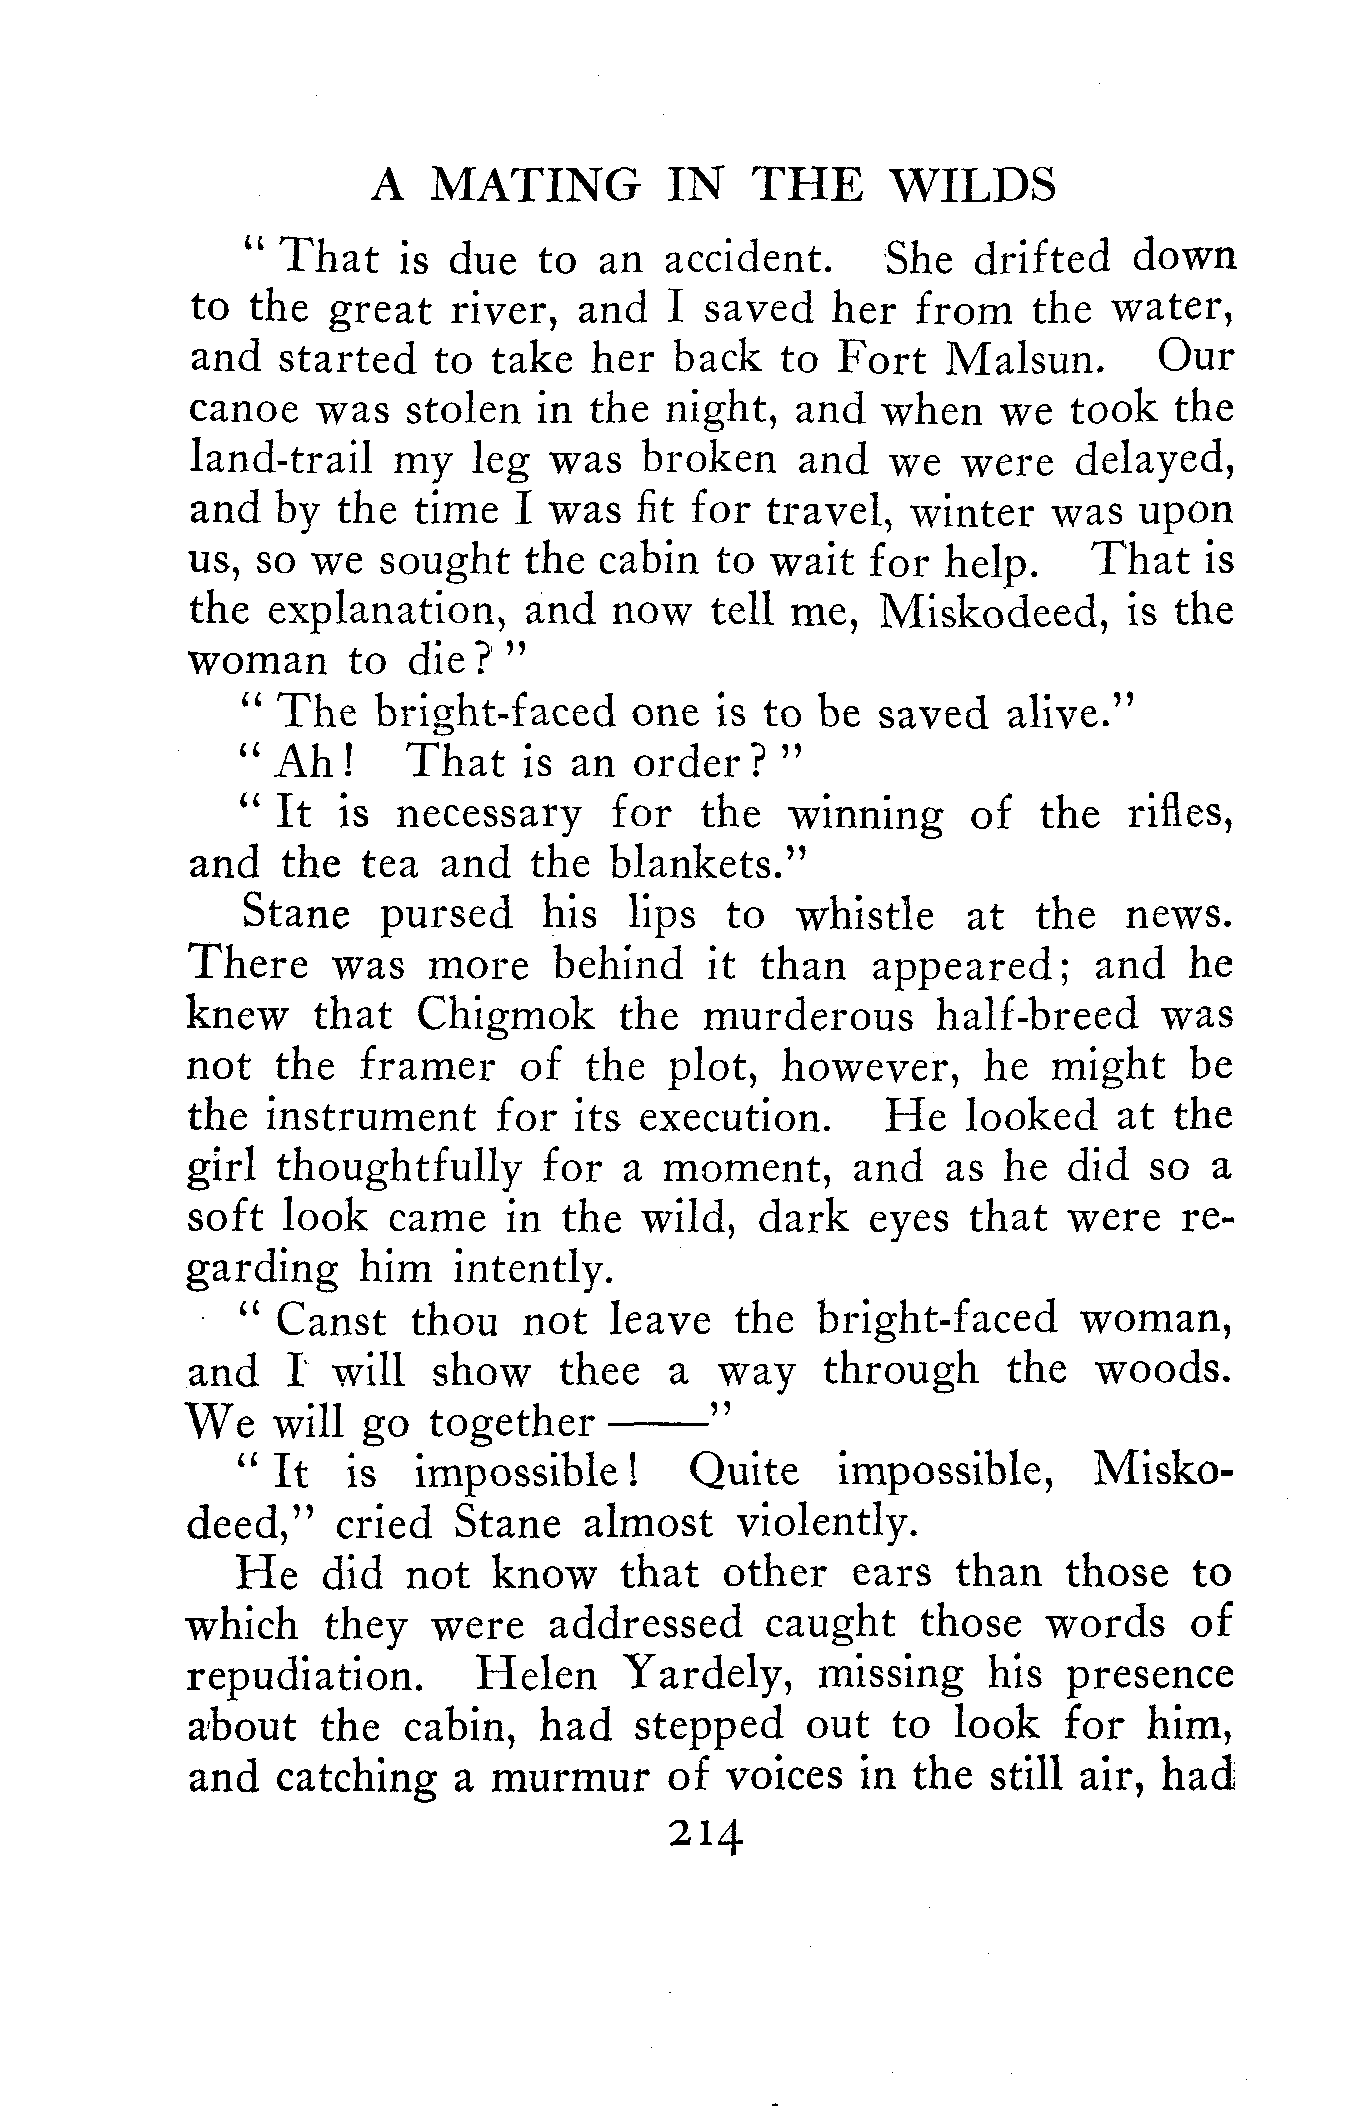 A MATING IN THE WILDS
" That is due to an accident. She drifted down
to the great river, and I saved her from the water,
and started to take her back to Fort Malsun. Our
canoe was stolen in the night, and when we took the
land-trail my leg was broken and we were delayed,
and by the time I was fit for travel, winter was upon
us, so we sought the cabin to wait for help. That is
the explanation, and now tell me, Miskodeed, is the
woman to die? "
" The bright-faced one is to be saved alive."
" Ah! That is an order? "
" It is necessary for the winning of the rifles,
and the tea and the blankets."
Stane pursed his lips to whistle at the news.
There was more behind it than appeared; and he
knew that Chigmok the murderous half-breed was
not the framer of the plot, however, he might be
the instrument for its execution. He looked at the
girl thoughtfully for a moment, and as he did so a
soft look came in the wild, dark eyes that were re-
garding him intently.
" Canst thou not leave the bright-faced woman,
and I will show thee a way through the woods.
We will go together ——"
" It is impossible! Quite impossible, Misko-
deed," cried Stane almost violently.
He did not know that other ears than those to
which they were addressed caught those words of
repudiation. Helen Yardely, missing his presence
about the cabin, had stepped out to look for him,
and catching a murmur of voices in the still air, had
214